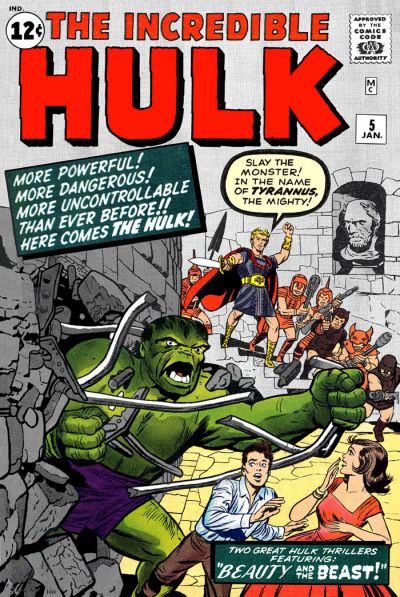 IND.
12¢
THE INCREDIBLE
HULK
APPROVED
BY THE
COMICS
CODE
AUTHORITY
M
C
5
JAN.
MORE POWERFUL!
MORE DANGEROUS!
MORE UNCONTROLLABLE
THAN EVER BEFORE!!
HERE COMES THE HULK!
SLAY THE
MONSTER!
IN THE NAME
OF TYRANNUS,
THE MIGHTY!
TWO GREAT HULK THRILLERS
FEATURING:
"BEAUTY AND THE BEAST!"